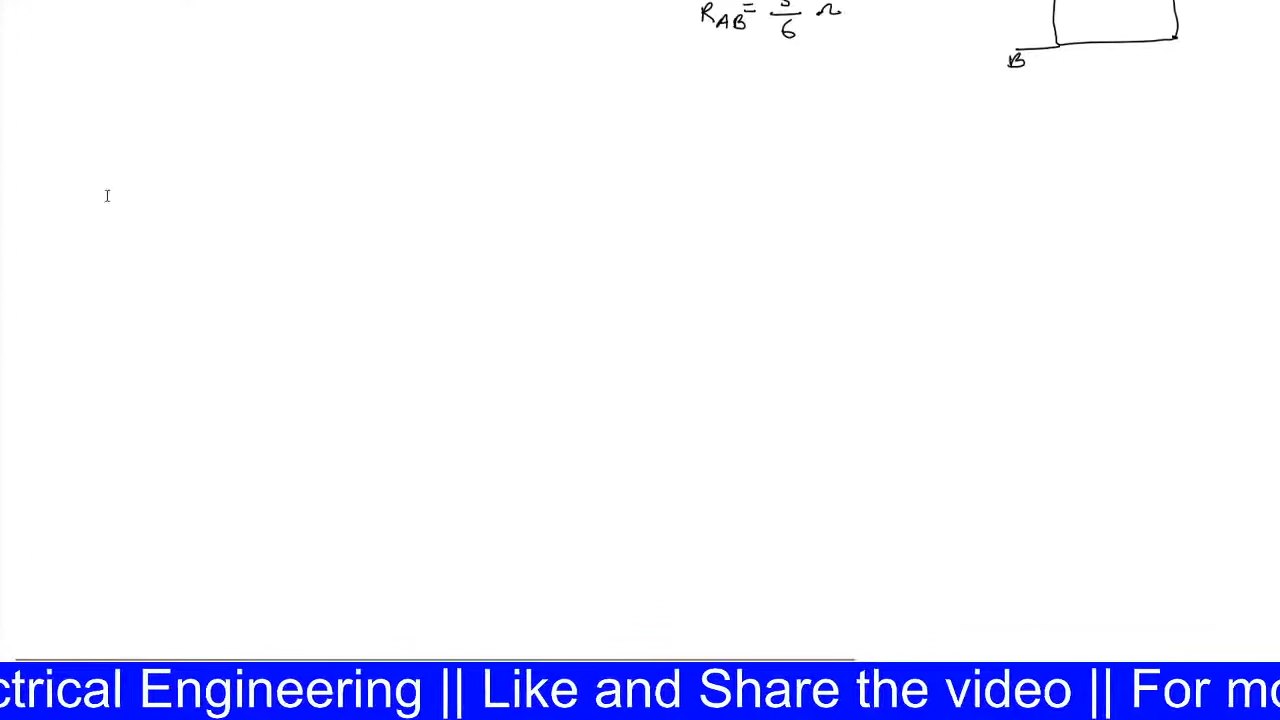 R_AB = 5/6 Ω
B
ctrical Engineering || Like and Share the video || For mo